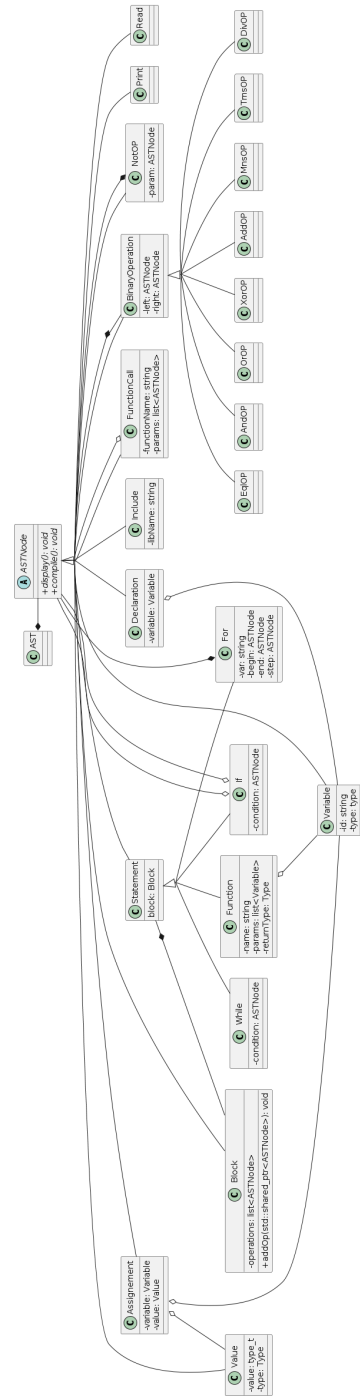 A ASTNode
+display(): void
+compile(): void
C AST
C Value
-value: type_t
-type: Type
C Assignement
-variable: Variable
-value: Value
C Block
-operations: list<ASTNode>
+addOp(std::shared_ptr<ASTNode>): void
C Statement
block: Block
C While
-condition: ASTNode
C Function
-name: string
-params: list<Variable>
-returnType: Type
C If
-condition: ASTNode
C For
-var: string
-begin: ASTNode
-end: ASTNode
-step: ASTNode
C Variable
-id: string
-type: type
C Declaration
-variable: Variable
C Include
-libName: string
C FunctionCall
-functionName: string
-params: list<ASTNode>
C BinaryOperation
-left: ASTNode
-right: ASTNode
C NotOP
-param: ASTNode
C Print
C Read
C EqlOP
C AndOP
C OrOP
C XorOP
C AddOP
C MnsOP
C TmsOP
C DivOP